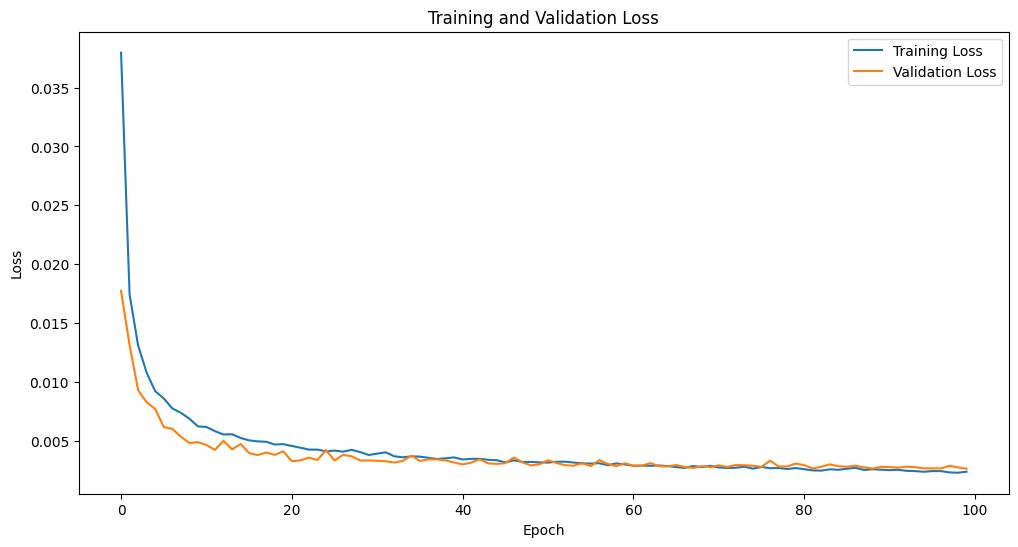 Training and Validation Loss
Training Loss
Validation Loss
0.035
0.030
0.025
0.020
0.015
0.010
0.005
Loss
0 20 40 60 80 100
Epoch